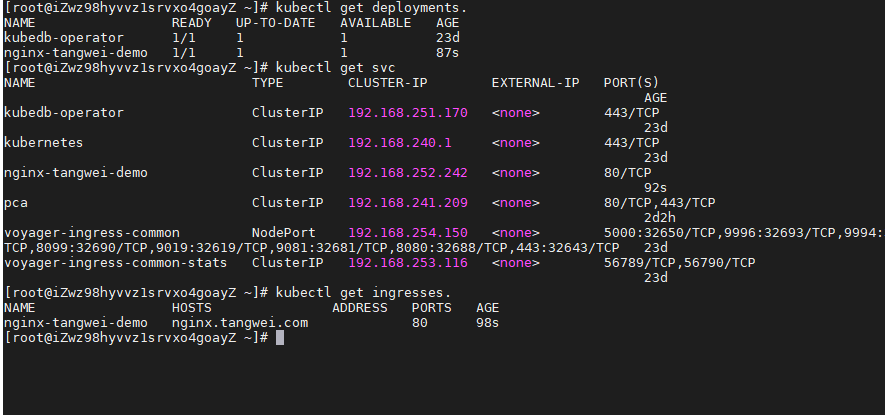 [root@iZwz98hyvvz1srvxo4goayZ ~]# kubectl get deployments.
NAME READY UP-TO-DATE AVAILABLE AGE
kubedb-operator 1/1 1 1 23d
nginx-tangwei-demo 1/1 1 1 87s
[root@iZwz98hyvvz1srvxo4goayZ ~]# kubectl get svc
NAME TYPE CLUSTER-IP EXTERNAL-IP PORT(S)
AGE
kubedb-operator ClusterIP 192.168.251.170 <none> 443/TCP
23d
kubernetes ClusterIP 192.168.240.1 <none> 443/TCP
23d
nginx-tangwei-demo ClusterIP 192.168.252.242 <none> 80/TCP
92s
pca ClusterIP 192.168.241.209 <none> 80/TCP,443/TCP
2d2h
voyager-ingress-common NodePort 192.168.254.150 <none> 5000:32650/TCP,9996:32693/TCP,9994:
TCP,8099:32690/TCP,9019:32619/TCP,9081:32681/TCP,8080:32688/TCP,443:32643/TCP 23d
voyager-ingress-common-stats ClusterIP 192.168.253.116 <none> 56789/TCP,56790/TCP
23d
[root@iZwz98hyvvz1srvxo4goayZ ~]# kubectl get ingresses.
NAME HOSTS ADDRESS PORTS AGE
nginx-tangwei-demo nginx.tangwei.com 80 98s
[root@iZwz98hyvvz1srvxo4goayZ ~]#